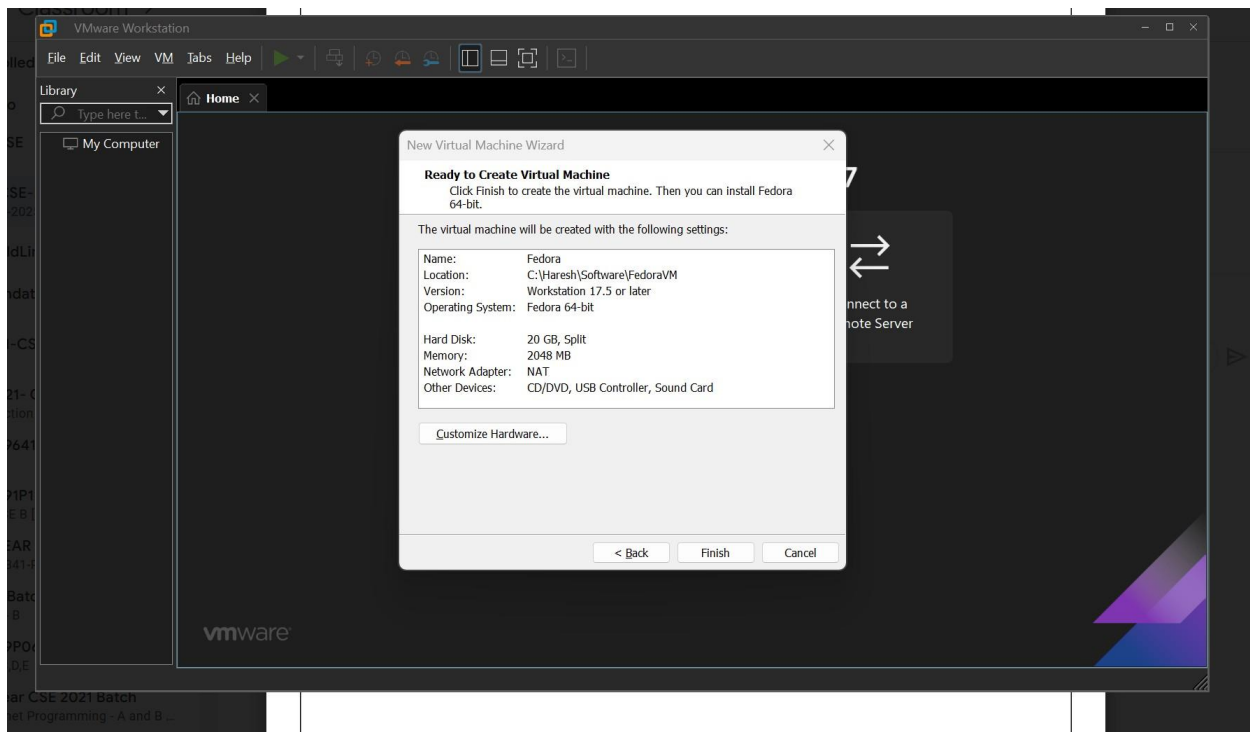 Classroom
VMware Workstation
File Edit View VM Tabs Help
Library
Type here t...
My Computer
Home
New Virtual Machine Wizard
Ready to Create Virtual Machine
Click Finish to create the virtual machine. Then you can install Fedora
64-bit.
The virtual machine will be created with the following settings:
Name: Fedora
Location: C:\Haresh\Software\FedoraVM
Version: Workstation 17.5 or later
Operating System: Fedora 64-bit
Hard Disk: 20 GB, Split
Memory: 2048 MB
Network Adapter: NAT
Other Devices: CD/DVD, USB Controller, Sound Card
Customize Hardware...
< Back Finish Cancel
7
nnect to a
note Server
vmware
ear CSE 2021 Batch
net Programming - A and B ...